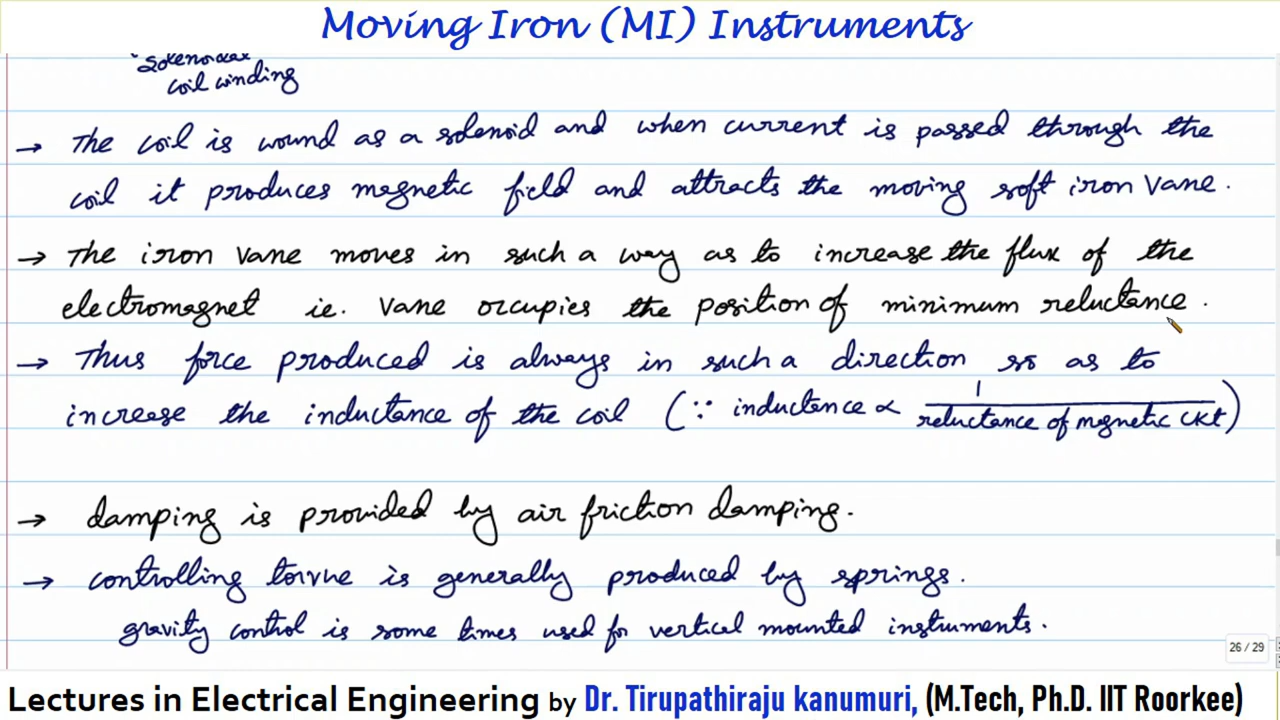 Moving Iron (MI) Instruments
solenoidal
coil winding
→ The coil is wound as a solenoid and when current is passed through the
coil it produces magnetic field and attracts the moving soft iron vane.
→ The iron vane moves in such a way as to increase the flux of the
electromagnet ie. vane occupies the position of minimum reluctance.
→ Thus force produced is always in such a direction so as to
increase the inductance of the coil (∵ inductance ∝ 1/reluctance of magnetic ckt)
→ damping is provided by air friction damping.
→ controlling torvue is generally produced by springs.
gravity control is some times used for vertical mounted instruments.
26 / 29
Lectures in Electrical Engineering by Dr. Tirupathiraju kanumuri, (M.Tech, Ph.D. IIT Roorkee)